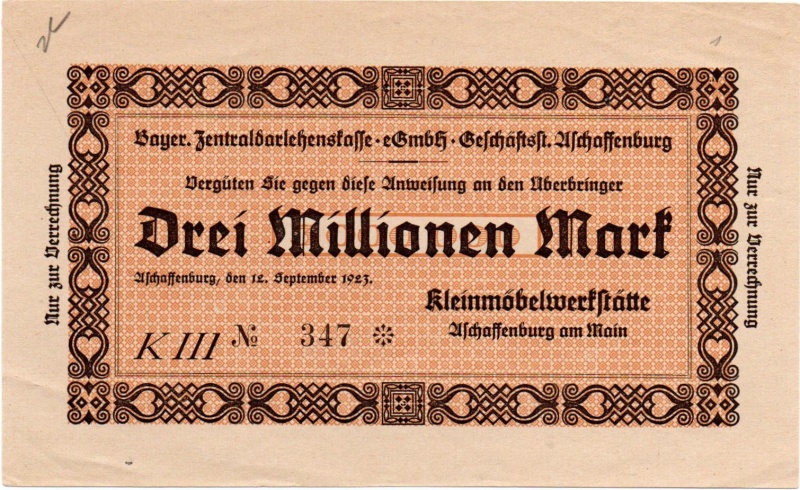 Bayer. Zentraldarlehenskasse · eGmbH · Geschäftsst. Aschaffenburg
Vergüten Sie gegen diese Anweisung an den Überbringer
Drei Millionen Mark
Aschaffenburg, den 12. September 1923.
Kleinmöbelwerkstätte
Aschaffenburg am Main
K III № 347 ✻
Nur zur Verrechnung
Nur zur Verrechnung